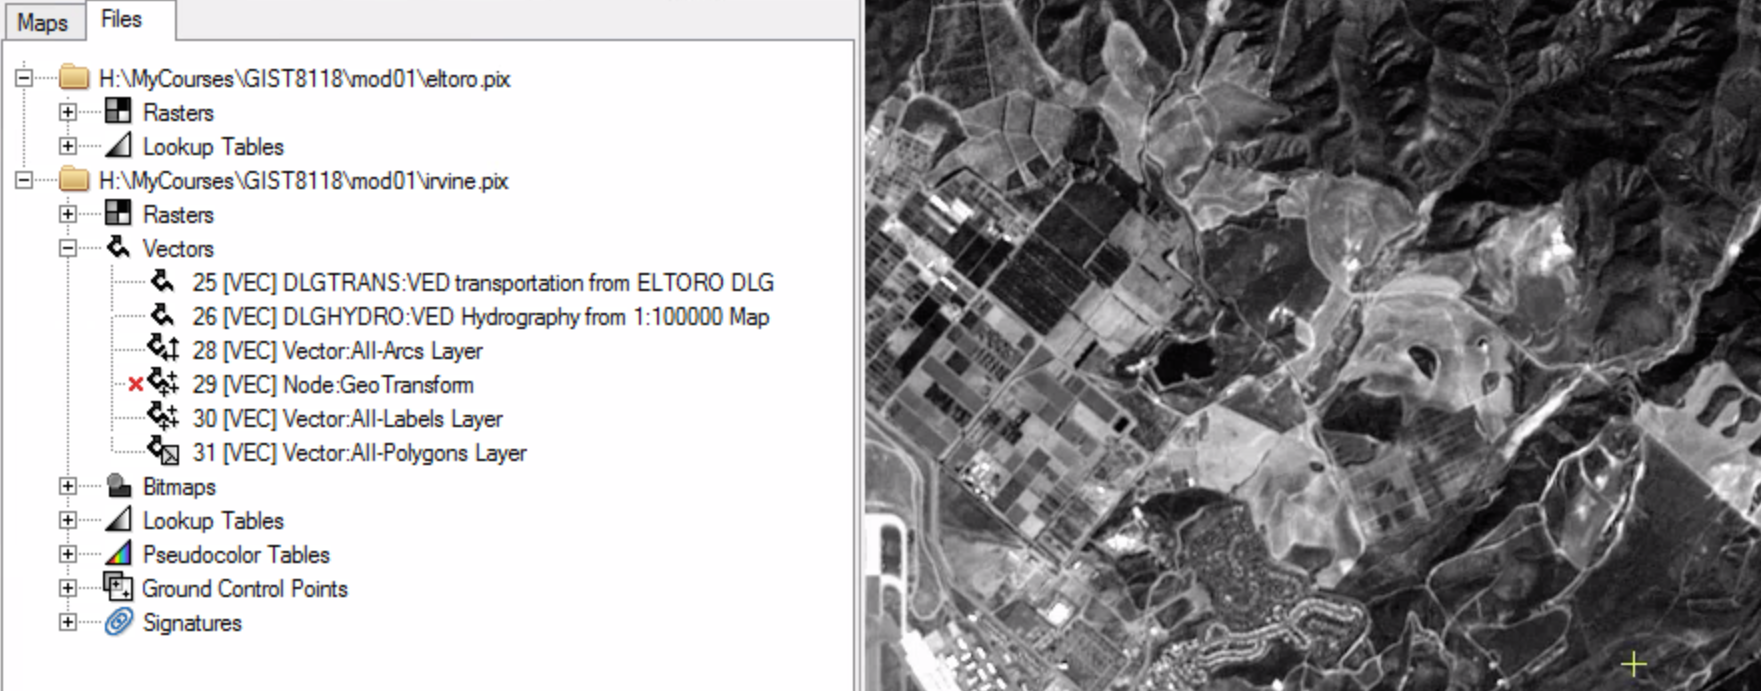 Maps
Files
H:\MyCourses\GIST8118\mod01\eltoro.pix
Rasters
Lookup Tables
H:\MyCourses\GIST8118\mod01\irvine.pix
Rasters
Vectors
25 [VEC] DLGTRANS:VED transportation from ELTORO DLG
26 [VEC] DLGHYDRO:VED Hydrography from 1:100000 Map
28 [VEC] Vector:All-Arcs Layer
29 [VEC] Node:GeoTransform
30 [VEC] Vector:All-Labels Layer
31 [VEC] Vector:All-Polygons Layer
Bitmaps
Lookup Tables
Pseudocolor Tables
Ground Control Points
Signatures